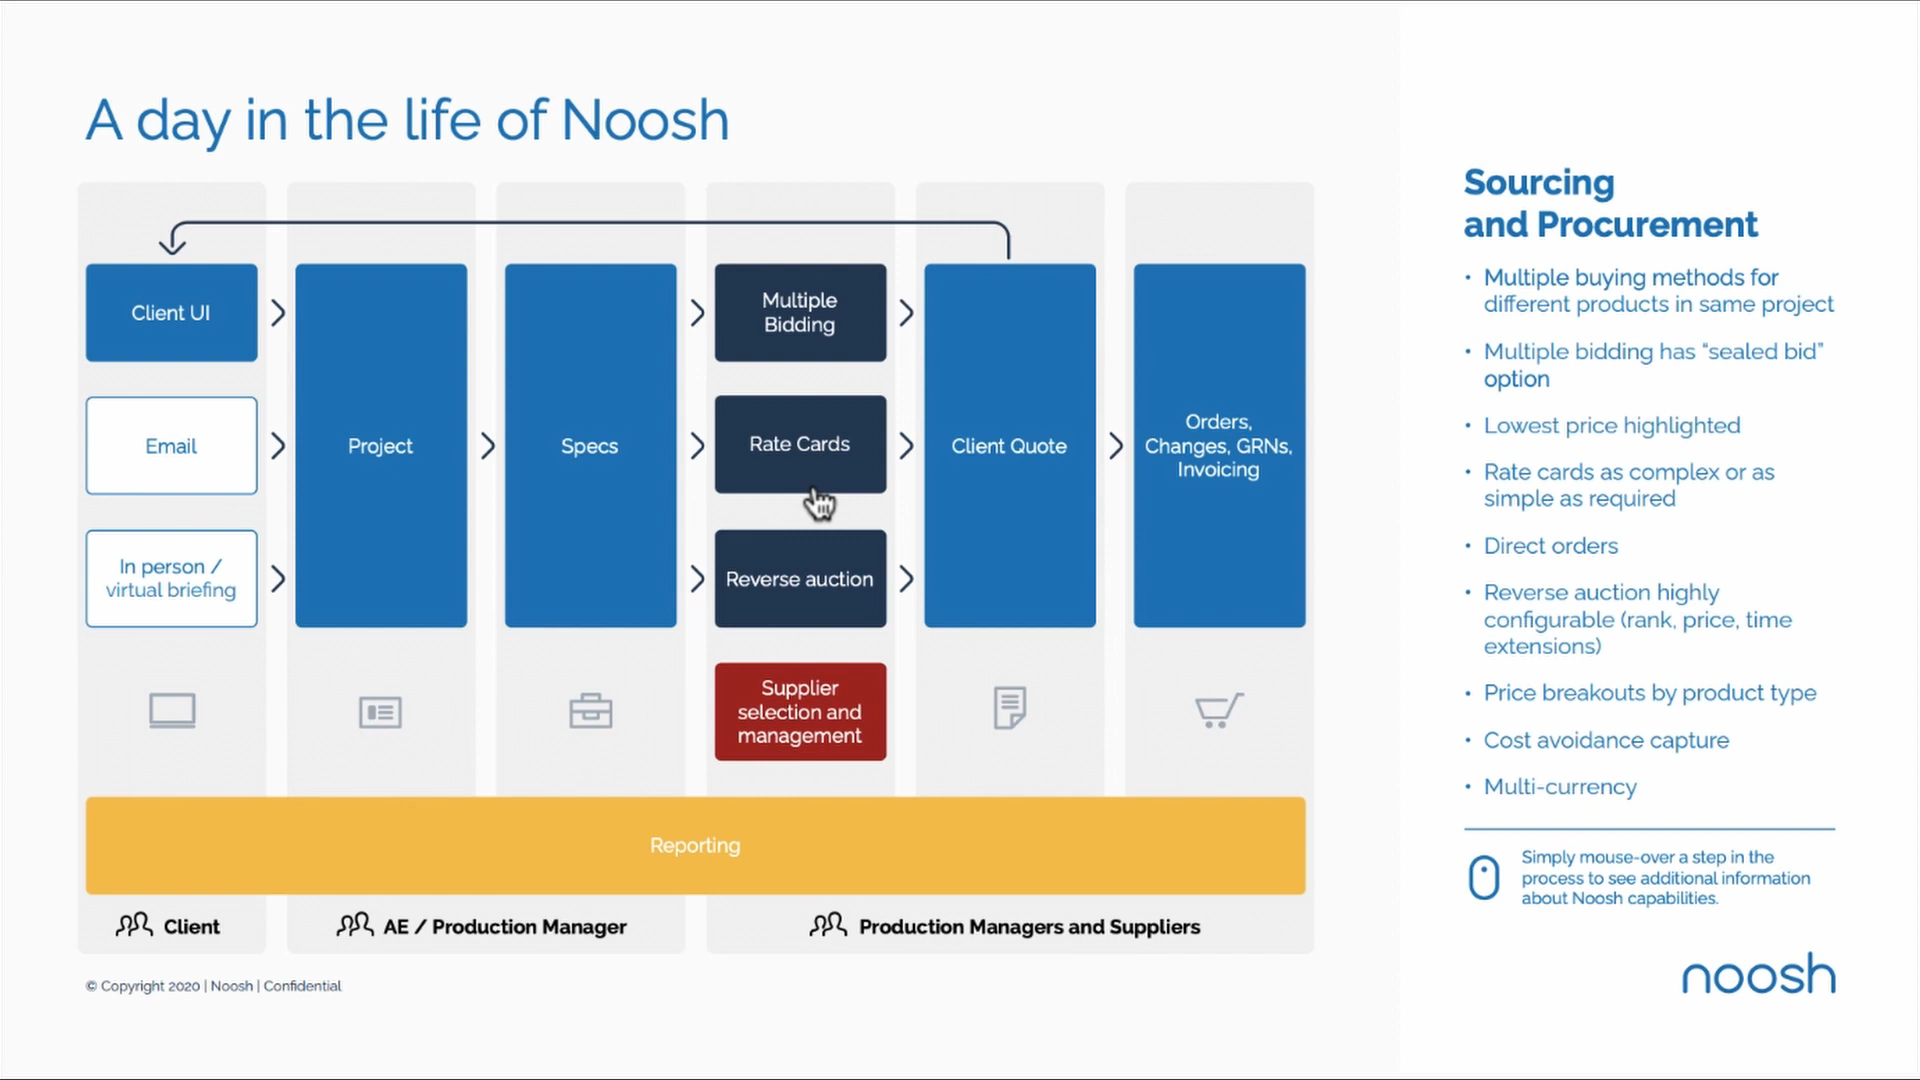 A day in the life of Noosh
Client UI
Email
In person /
virtual briefing
Project
Specs
Multiple
Bidding
Rate Cards
Reverse auction
Supplier
selection and
management
Client Quote
Orders,
Changes, GRNs,
Invoicing
Reporting
Client
AE / Production Manager
Production Managers and Suppliers
© Copyright 2020 | Noosh | Confidential
Sourcing
and Procurement
• Multiple buying methods for
different products in same project
• Multiple bidding has “sealed bid”
option
• Lowest price highlighted
• Rate cards as complex or as
simple as required
• Direct orders
• Reverse auction highly
configurable (rank, price, time
extensions)
• Price breakouts by product type
• Cost avoidance capture
• Multi-currency
Simply mouse-over a step in the
process to see additional information
about Noosh capabilities.
noosh